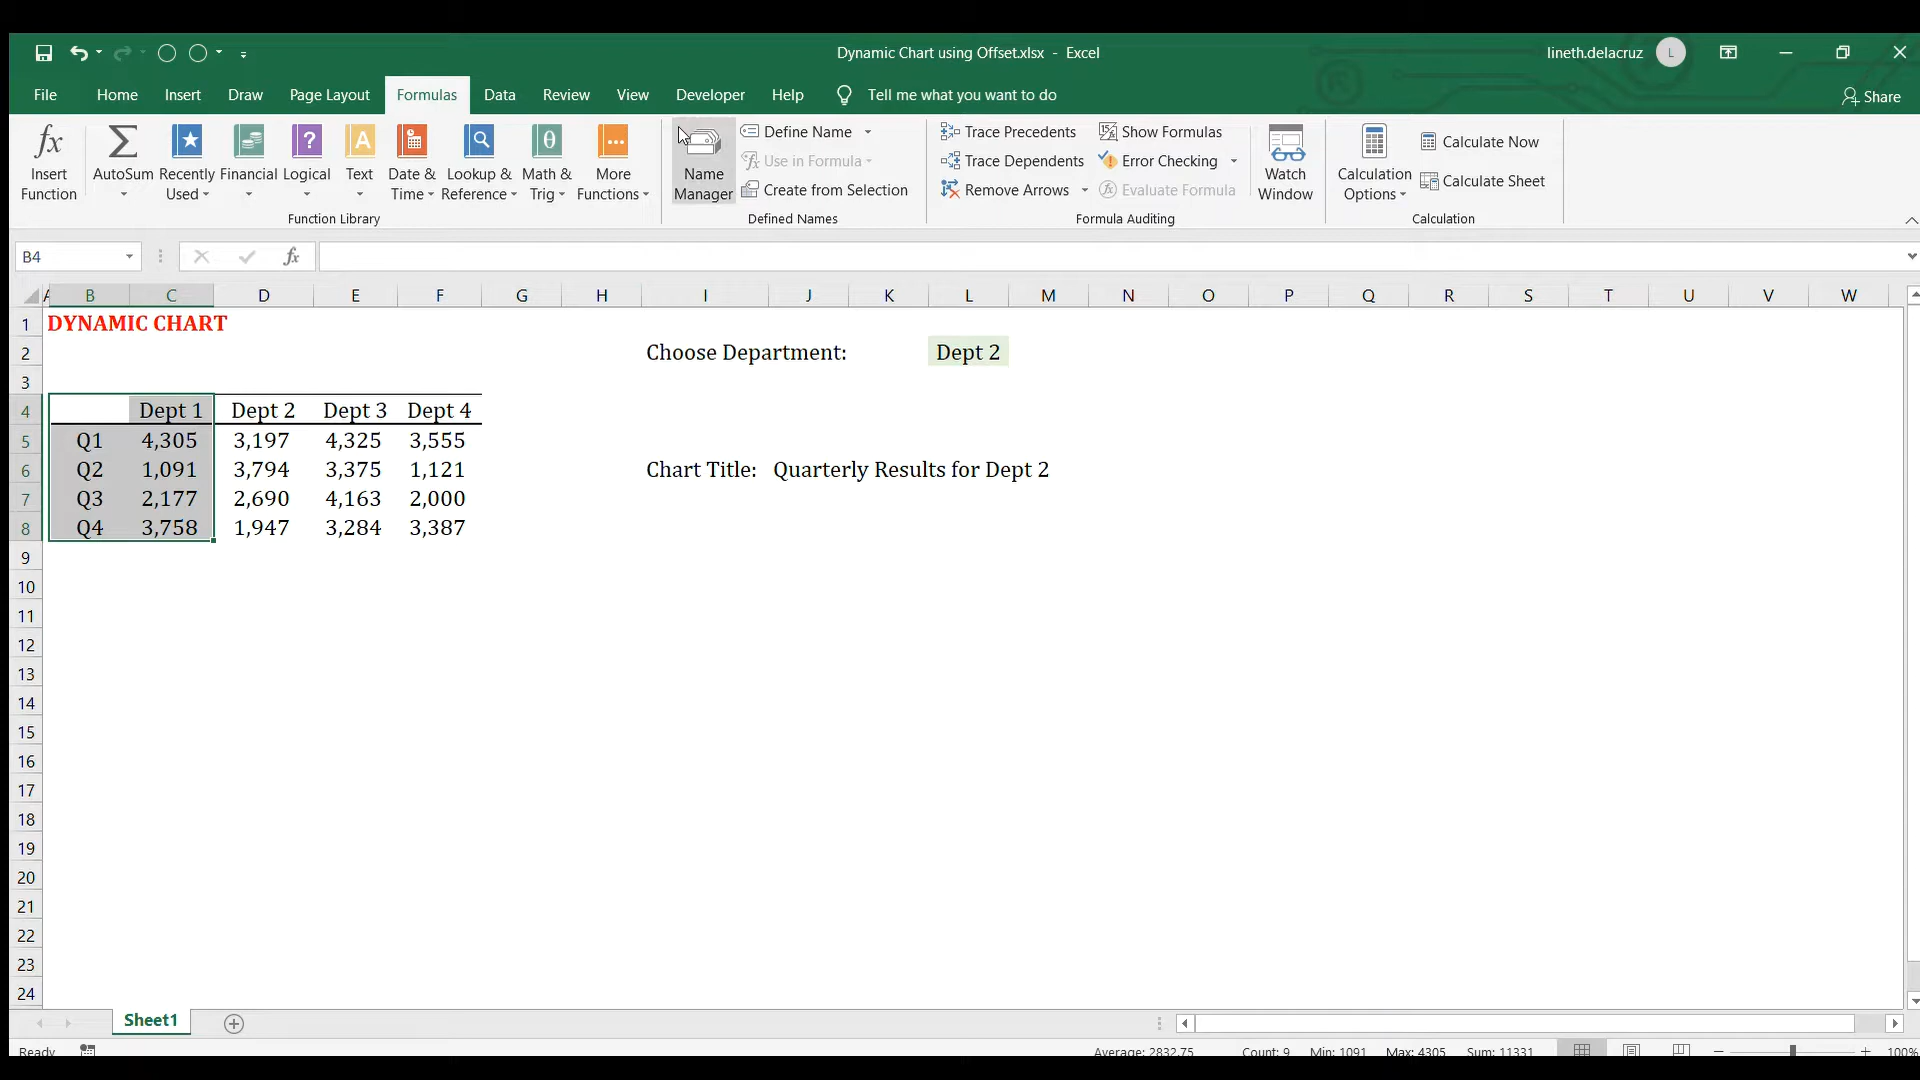 Dynamic Chart using Offset.xlsx - Excel
lineth.delacruz L
File Home Insert Draw Page Layout Formulas Data Review View Developer Help Tell me what you want to do
Share
Insert Function
AutoSum
Recently Used
Financial
Logical
Text
Date & Time
Lookup & Reference
Math & Trig
More Functions
Function Library
Name Manager
Define Name
Use in Formula
Create from Selection
Defined Names
Trace Precedents
Trace Dependents
Remove Arrows
Show Formulas
Error Checking
Evaluate Formula
Formula Auditing
Watch Window
Calculation Options
Calculate Now
Calculate Sheet
Calculation
B4 fx
A B C D E F G H I J K L M N O P Q R S T U V W
1 DYNAMIC CHART
2 Choose Department: Dept 2
3
4 Dept 1 Dept 2 Dept 3 Dept 4
5 Q1 4,305 3,197 4,325 3,555
6 Q2 1,091 3,794 3,375 1,121 Chart Title: Quarterly Results for Dept 2
7 Q3 2,177 2,690 4,163 2,000
8 Q4 3,758 1,947 3,284 3,387
9
10
11
12
13
14
15
16
17
18
19
20
21
22
23
24
Sheet1
Ready Average: 2832.75 Count: 9 Min: 1091 Max: 4305 Sum: 11331 100%